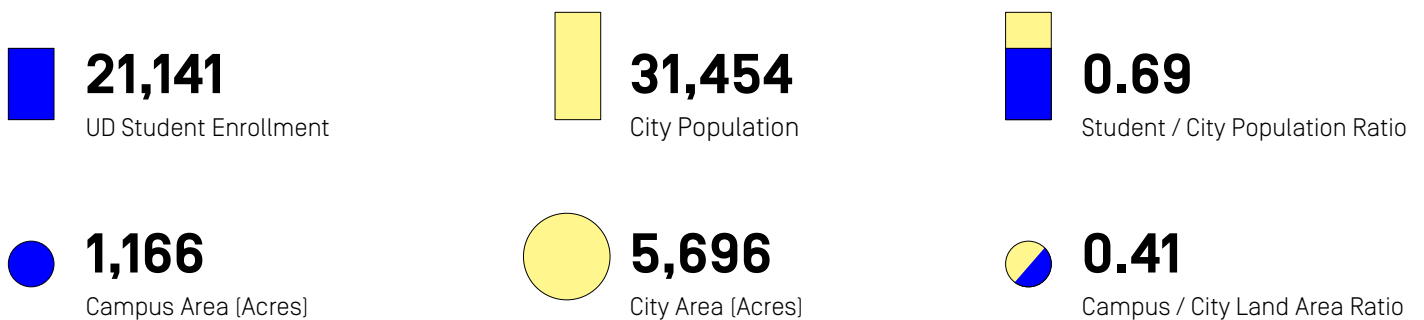 21,141
UD Student Enrollment
31,454
City Population
0.69
Student / City Population Ratio
1,166
Campus Area (Acres)
5,696
City Area (Acres)
0.41
Campus / City Land Area Ratio